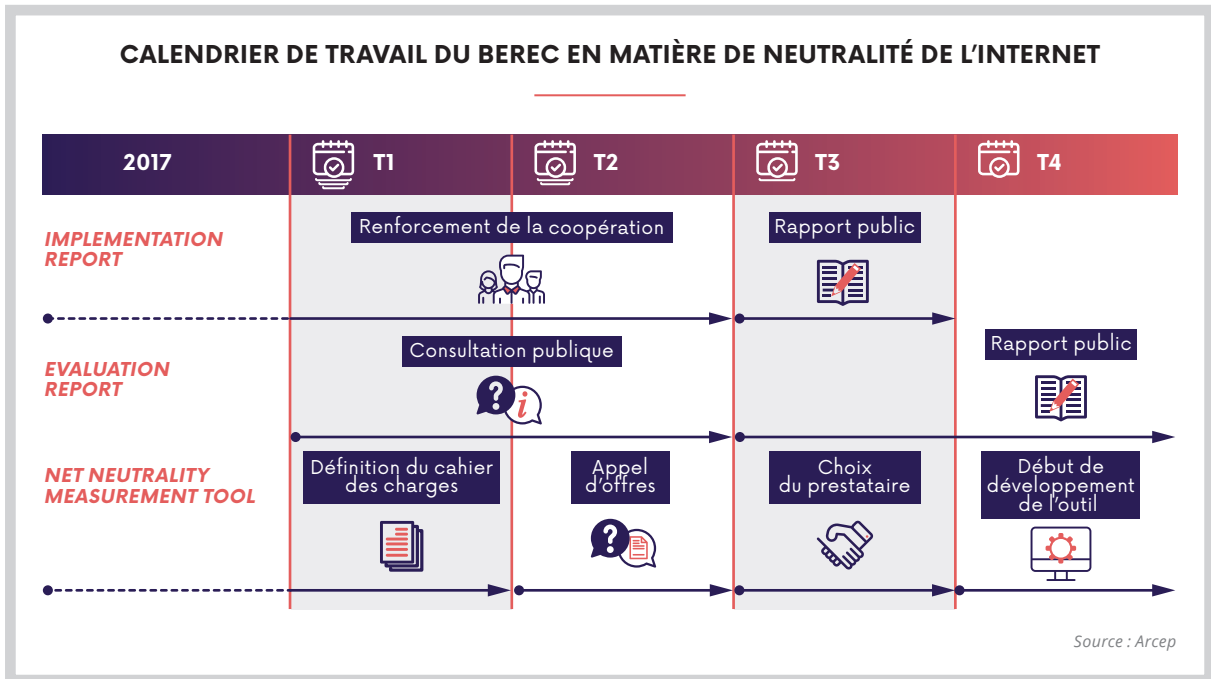 CALENDRIER DE TRAVAIL DU BEREC EN MATIÈRE DE NEUTRALITÉ DE L'INTERNET
2017
T1
T2
T3
T4
IMPLEMENTATION
REPORT
Renforcement de la coopération
Rapport public
EVALUATION
REPORT
Consultation publique
Rapport public
NET NEUTRALITY
MEASUREMENT TOOL
Définition du cahier
des charges
Appel
d'offres
Choix
du prestataire
Début de
développement
de l'outil
Source : Arcep